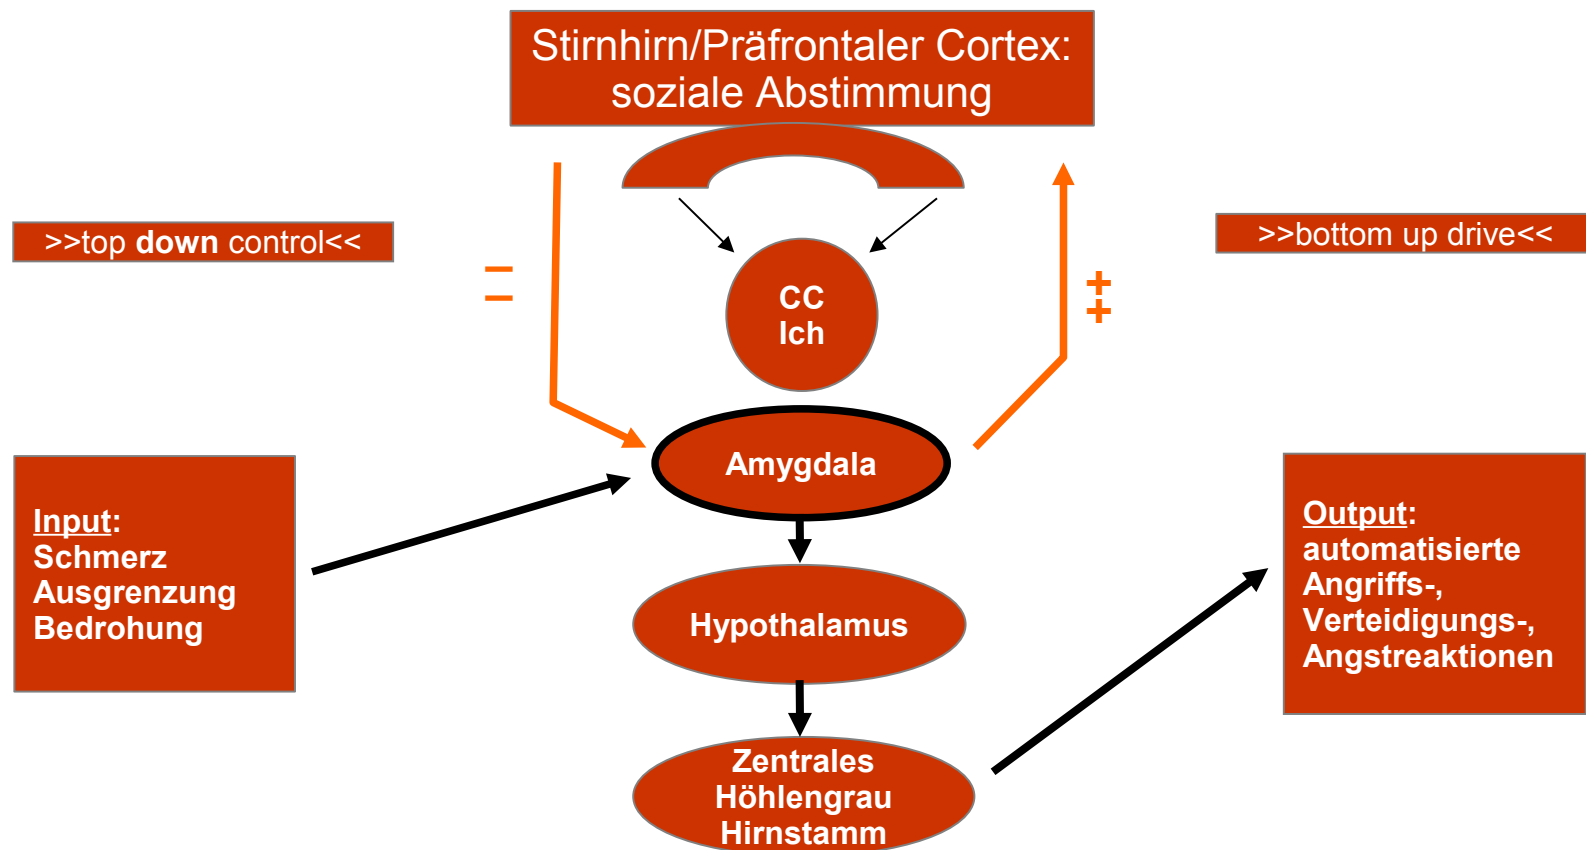 Stirnhirn/Präfrontaler Cortex:
soziale Abstimmung
>>top down control<<
>>bottom up drive<<
– –
++
CC
Ich
Amygdala
Input:
Schmerz
Ausgrenzung
Bedrohung
Output:
automatisierte
Angriffs-,
Verteidigungs-,
Angstreaktionen
Hypothalamus
Zentrales
Höhlengrau
Hirnstamm